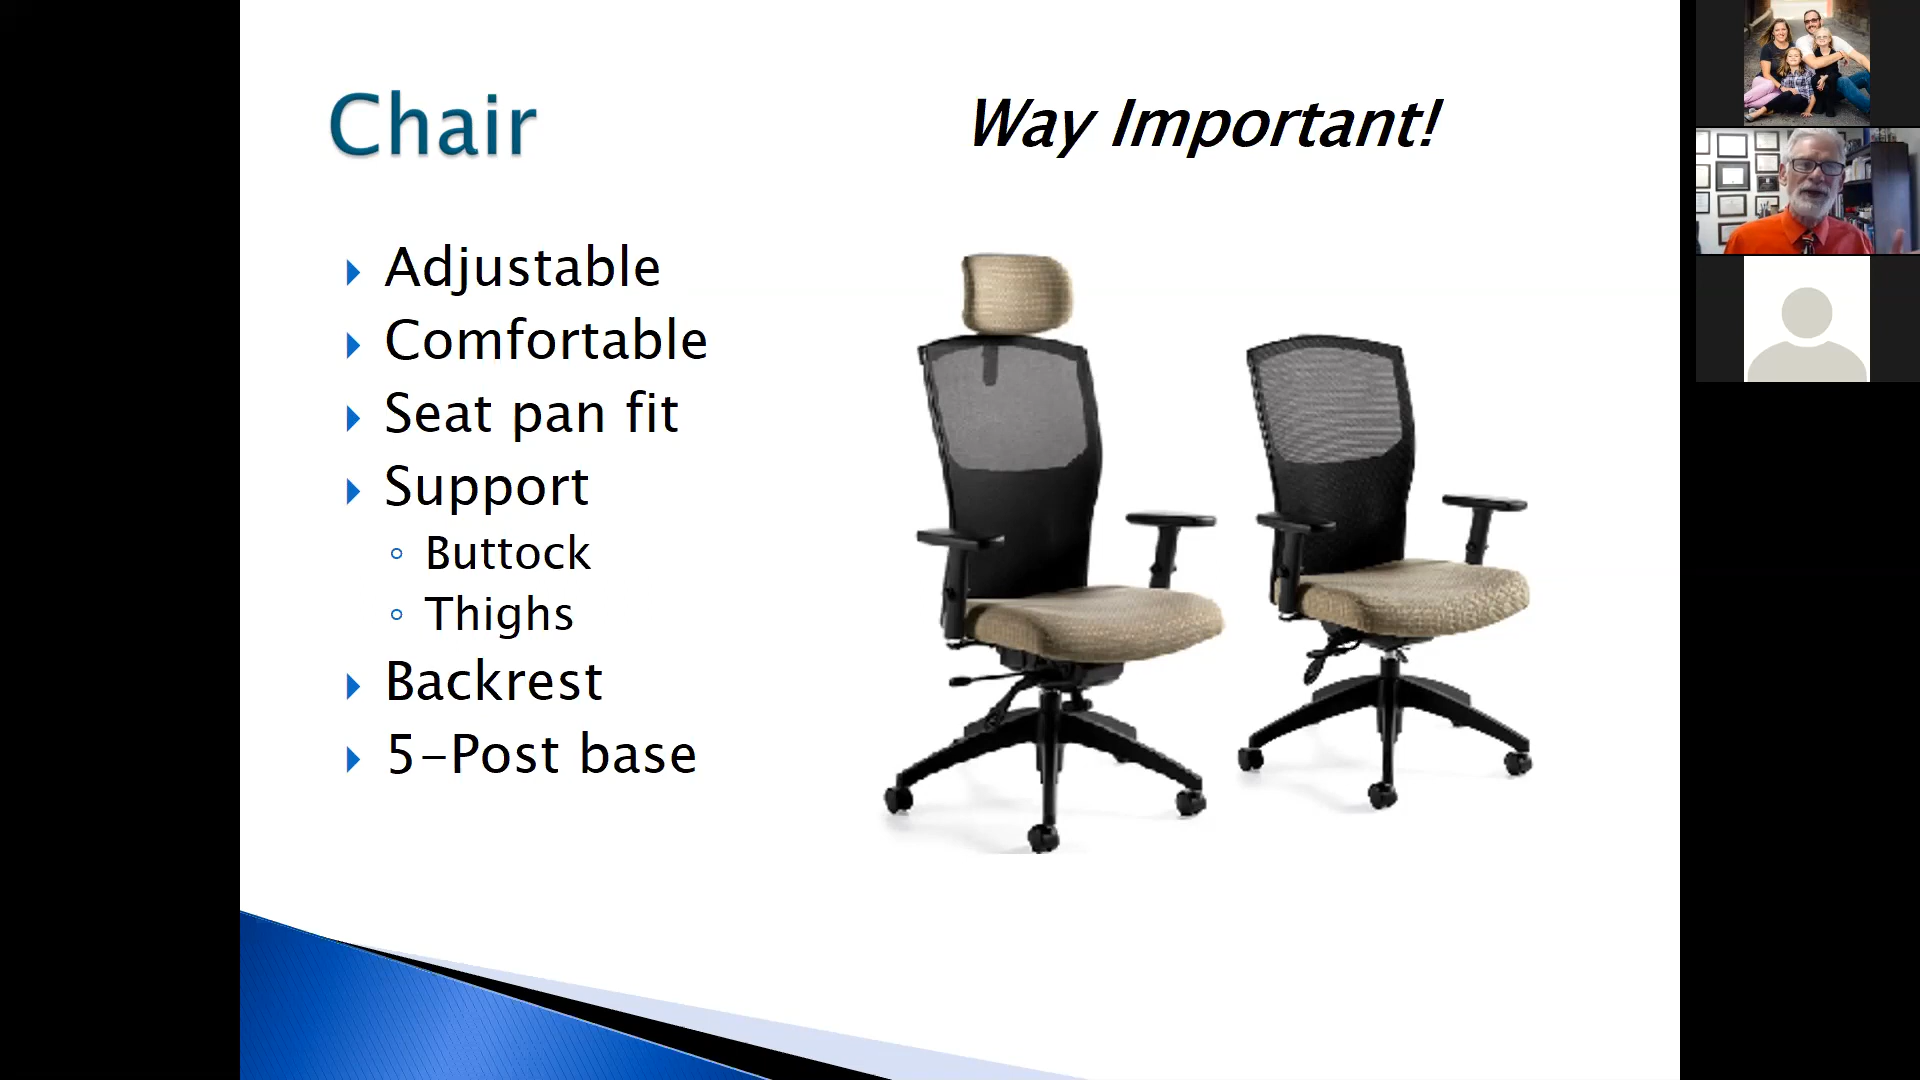 Chair
Way Important!
Adjustable
Comfortable
Seat pan fit
Support
Buttock
Thighs
Backrest
5-Post base